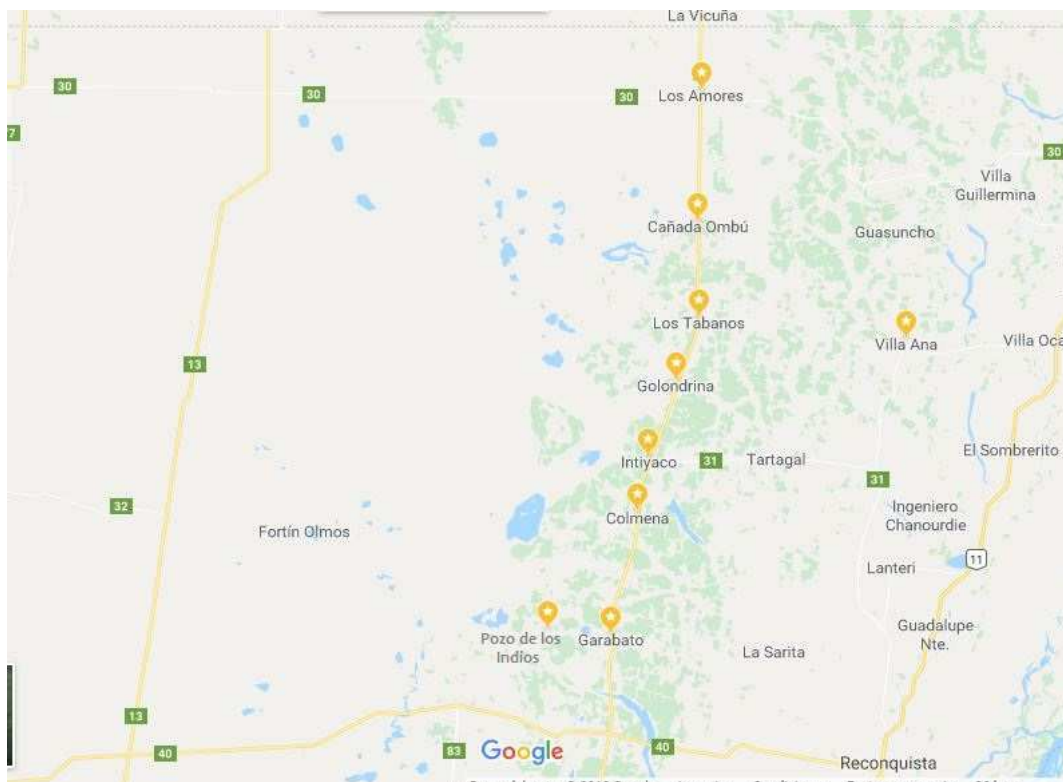 La Vicuña
30
30
30
Los Amores
7
30
Villa
Guillermina
Cañada Ombú
Guasuncho
Los Tabanos
Villa Ana
Villa Oca
13
Golondrina
Intiyaco
31
Tartagal
El Sombrerito
31
32
Colmena
Ingeniero
Chanourdie
Fortín Olmos
11
Lanteri
Pozo de los
Indios
Garabato
Guadalupe
Nte.
La Sarita
13
40
83
Google
40
Reconquista